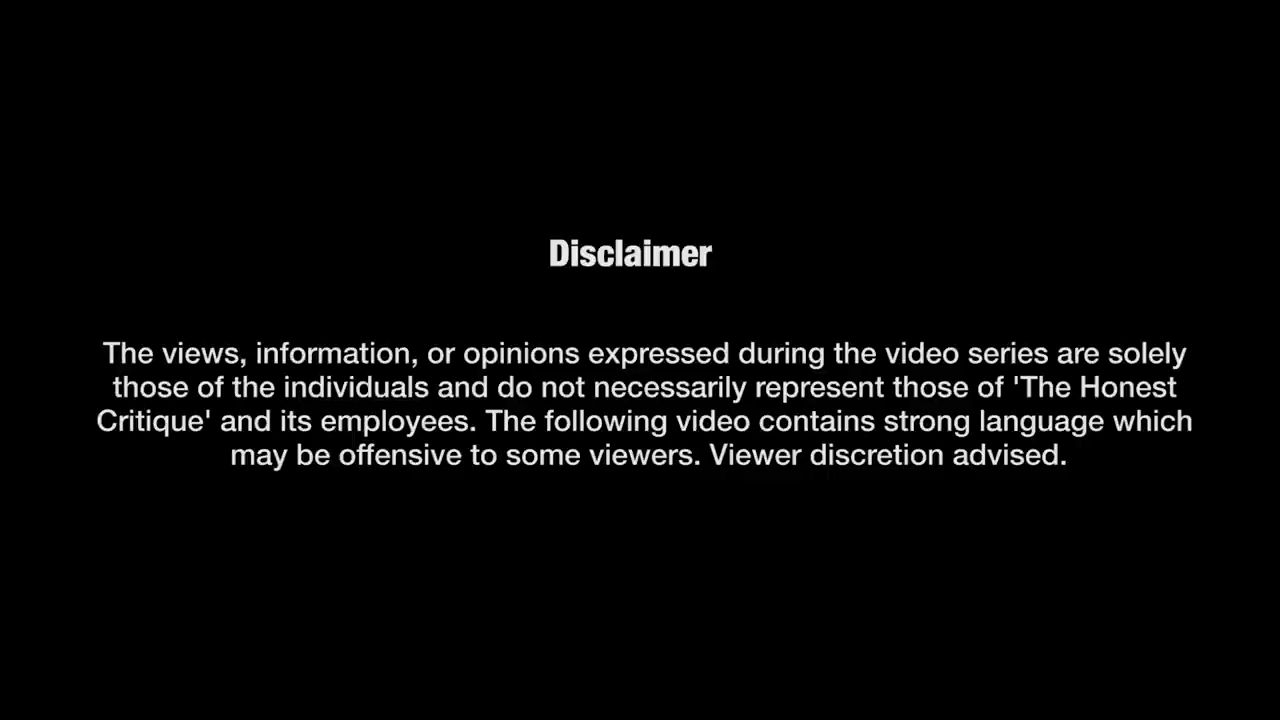 Disclaimer
The views, information, or opinions expressed during the video series are solely
those of the individuals and do not necessarily represent those of 'The Honest
Critique' and its employees. The following video contains strong language which
may be offensive to some viewers. Viewer discretion advised.